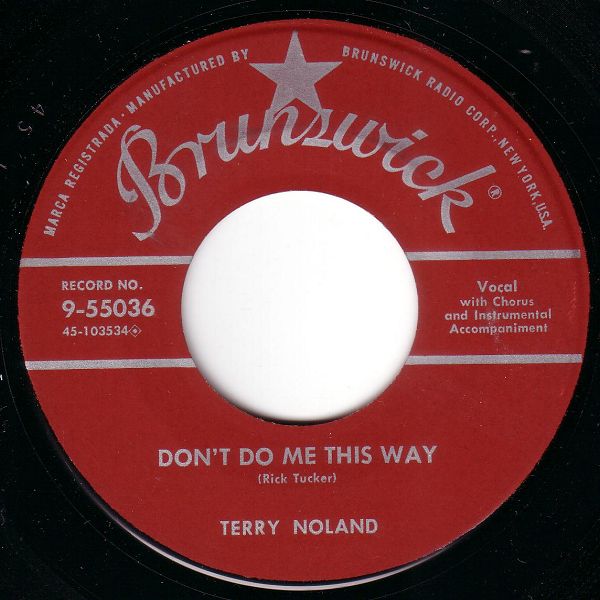 MARCA REGISTRADA · MANUFACTURED BY BRUNSWICK RADIO CORP., NEW YORK, U.S.A.
Brunswick ®
RECORD NO.
9-55036
45-103534
Vocal
with Chorus
and Instrumental
Accompaniment
DON'T DO ME THIS WAY
(Rick Tucker)
TERRY NOLAND